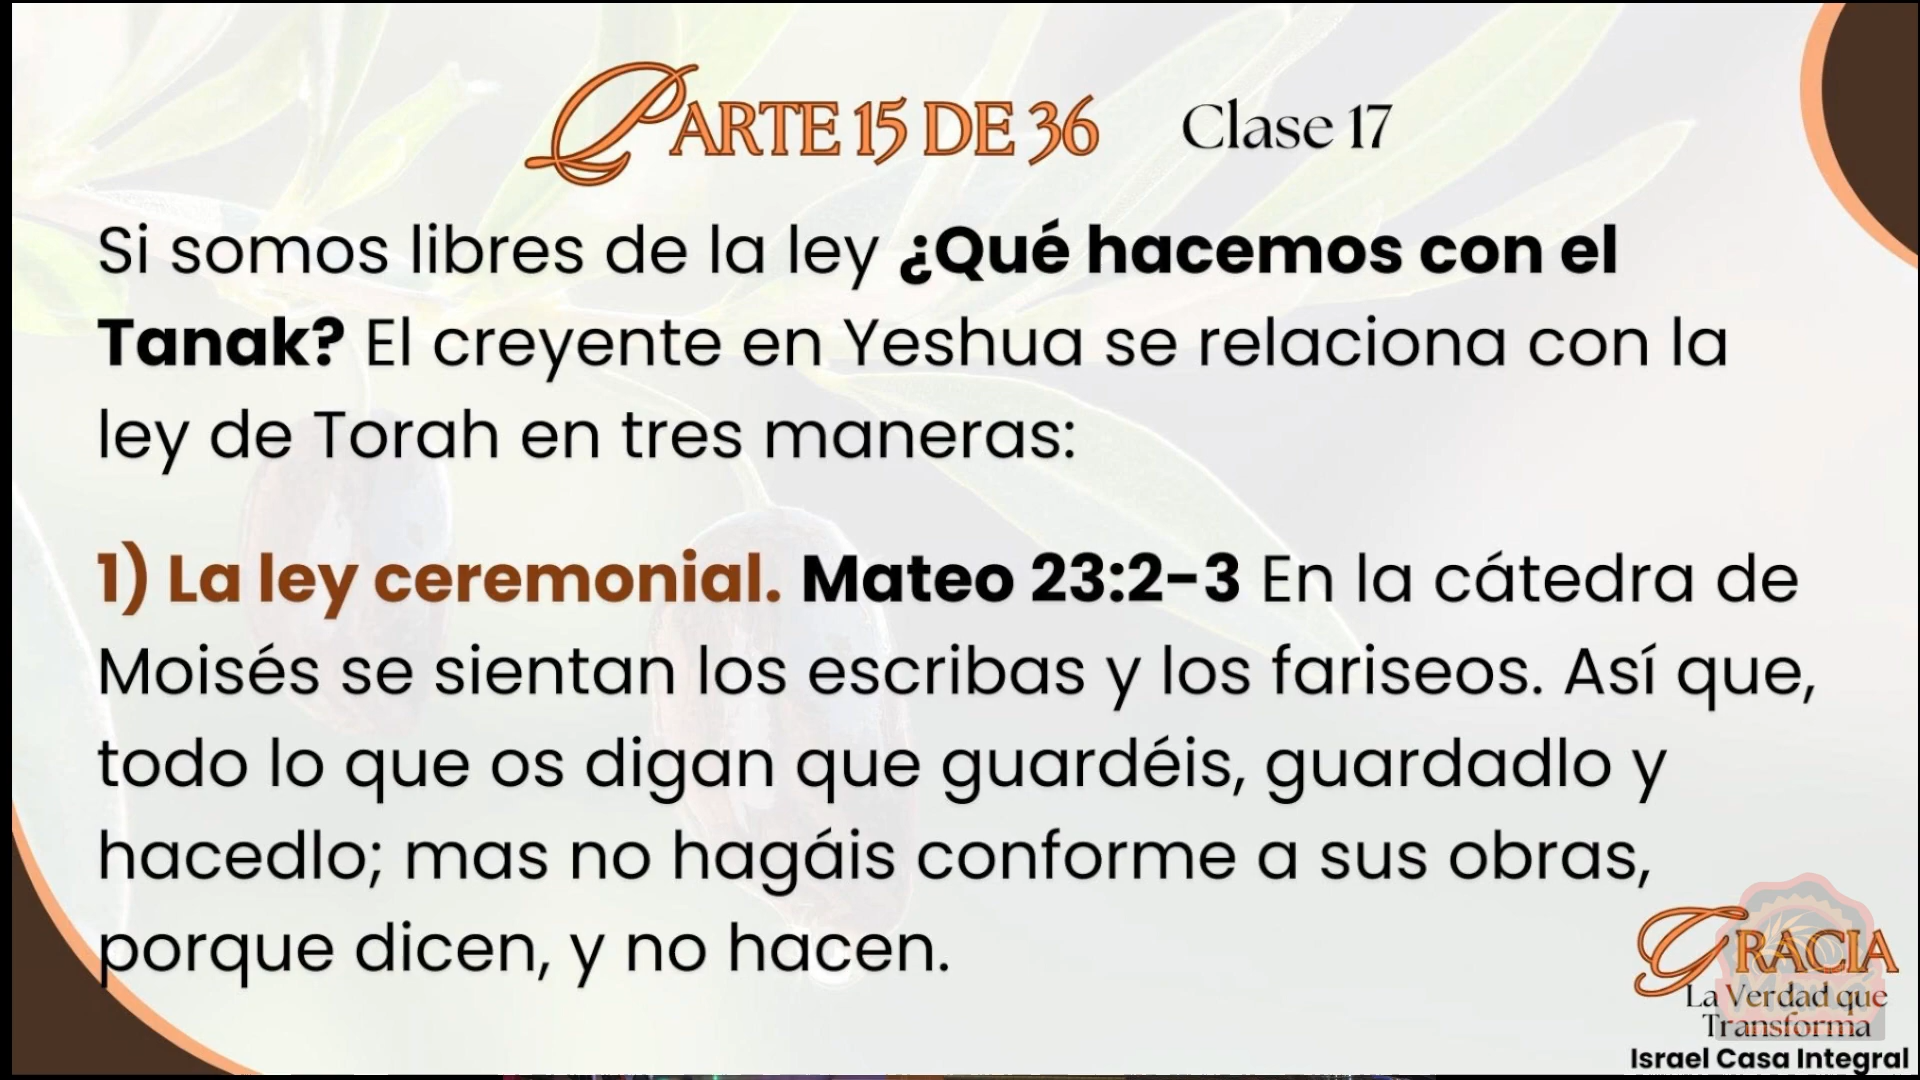 PARTE 15 DE 36 Clase 17
Si somos libres de la ley ¿Qué hacemos con el
Tanak? El creyente en Yeshua se relaciona con la
ley de Torah en tres maneras:
1) La ley ceremonial. Mateo 23:2-3 En la cátedra de
Moisés se sientan los escribas y los fariseos. Así que,
todo lo que os digan que guardéis, guardadlo y
hacedlo; mas no hagáis conforme a sus obras,
porque dicen, y no hacen.
GRACIA
La Verdad que
Transforma
Israel Casa Integral